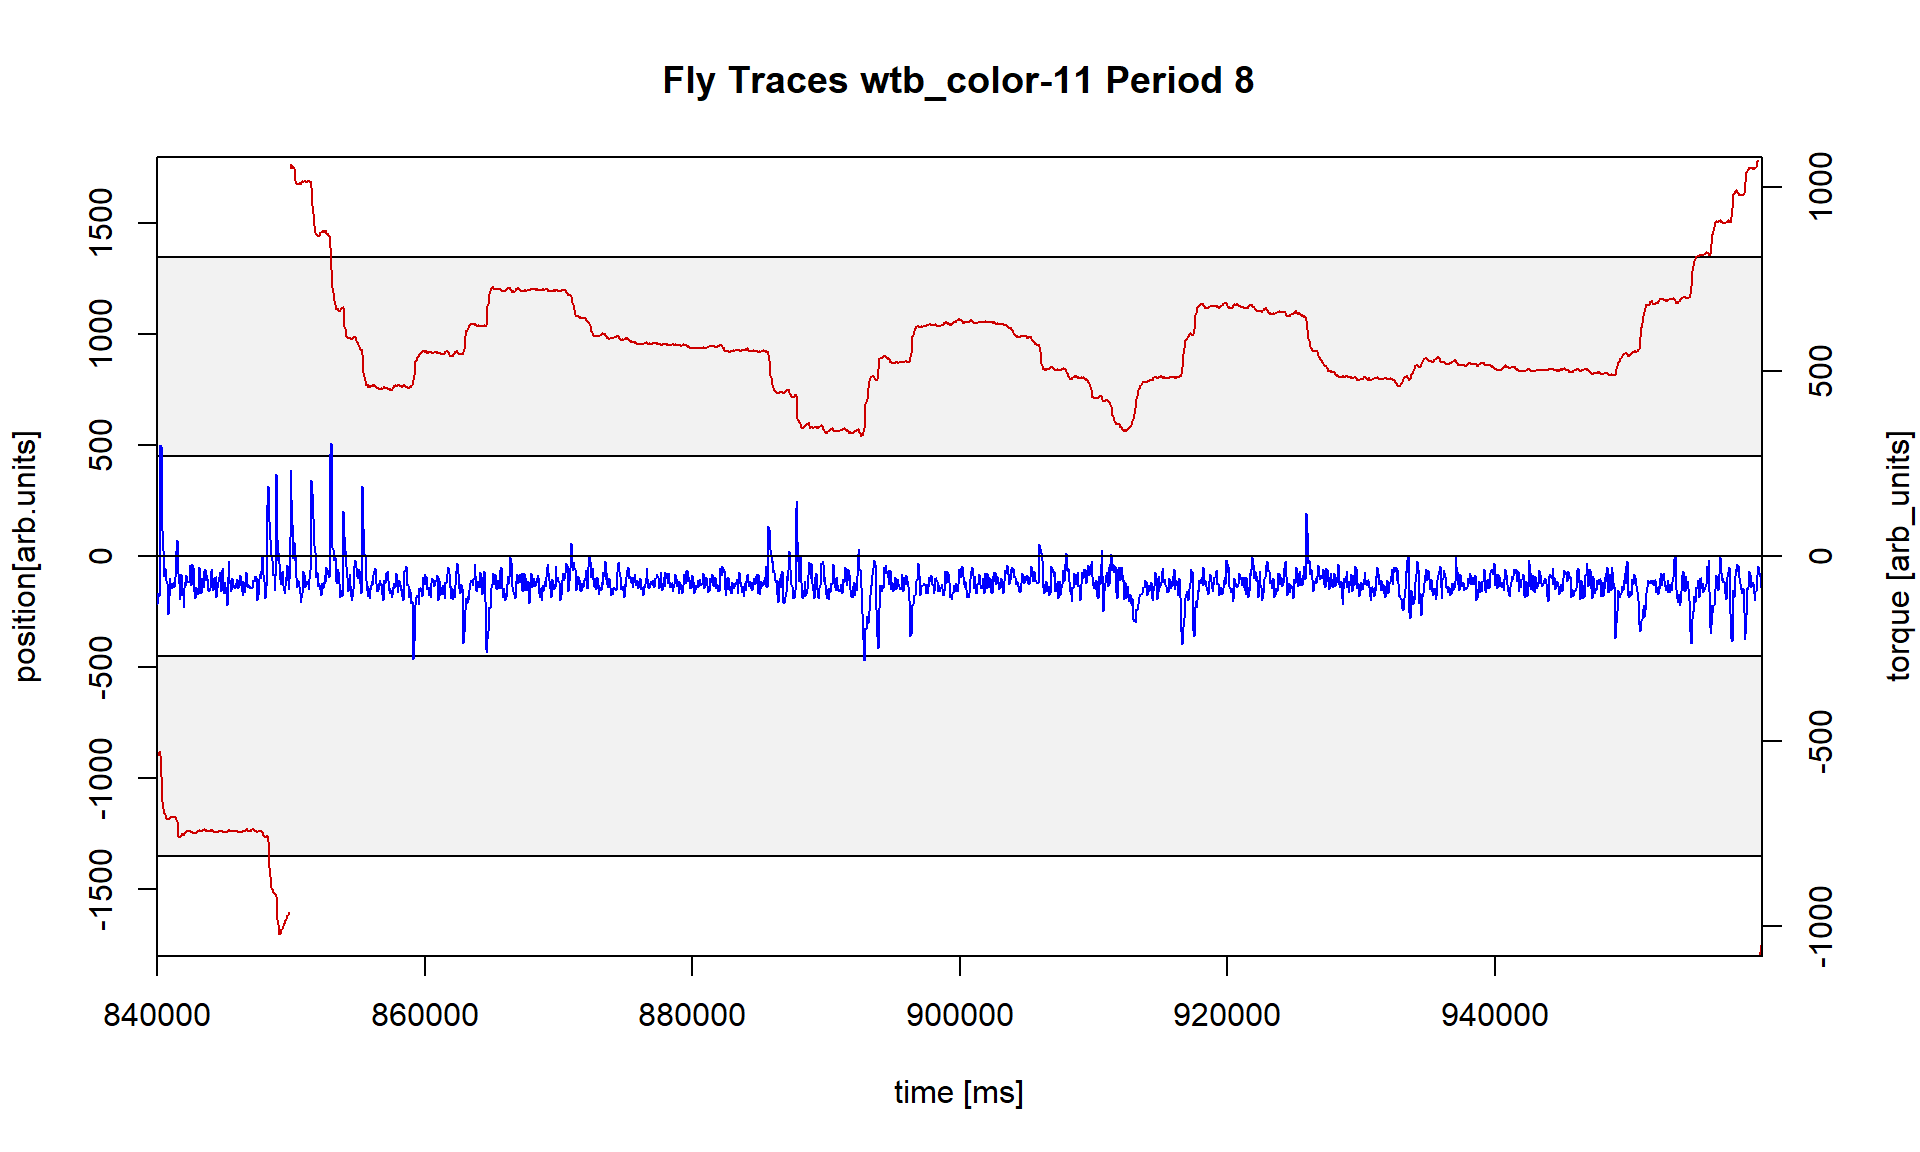 Fly Traces wtb_color-11 Period 8
position[arb.units]
1500
1000
500
0
-500
-1000
-1500
1000
500
0
-500
-1000
torque [arb_units]
840000 860000 880000 900000 920000 940000
time [ms]